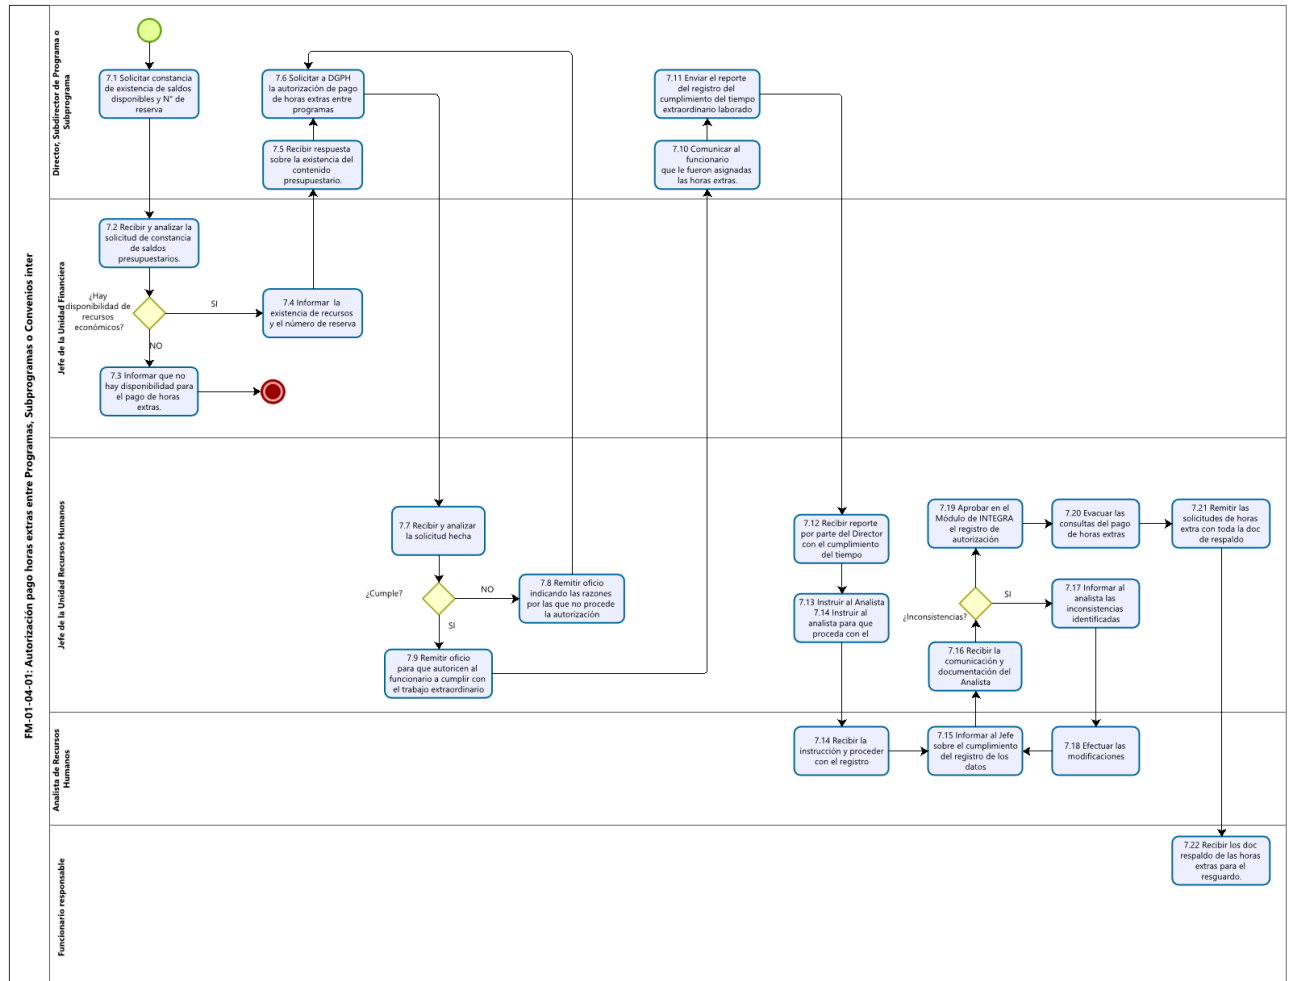 FM-01-04-01: Autorización pago horas extras entre Programas, Subprogramas o Convenios inter
Director, Subdirector de Programa o
Subprograma
7.1 Solicitar constancia
de existencia de saldos
disponibles y N° de
reserva
7.6 Solicitar a DGPH
la autorización de pago
de horas extras entre
programas
7.5 Recibir respuesta
sobre la existencia del
contenido
presupuestario.
7.11 Enviar el reporte
del registro del
cumplimiento del tiempo
extraordinario laborado
7.10 Comunicar al
funcionario
que le fueron asignadas
las horas extras.
Jefe de la Unidad Financiera
7.2 Recibir y analizar la
solicitud de constancia
de saldos
presupuestarios.
¿Hay
disponibilidad de
recursos
económicos?
SI
NO
7.4 Informar la
existencia de recursos
y el número de reserva
7.3 Informar que no
hay disponibilidad para
el pago de horas
extras.
Jefe de la Unidad Recursos Humanos
7.7 Recibir y analizar
la solicitud hecha
¿Cumple?
NO
SI
7.8 Remitir oficio
indicando las razones
por las que no procede
la autorización
7.9 Remitir oficio
para que autoricen al
funcionario a cumplir con
el trabajo extraordinario
7.12 Recibir reporte
por parte del Director
con el cumplimiento
del tiempo
7.13 Instruir al Analista
7.14 Instruir al
analista para que
proceda con el
7.19 Aprobar en el
Módulo de INTEGRA
el registro de
autorización
7.20 Evacuar las
consultas del pago
de horas extras
7.21 Remitir las
solicitudes de horas
extra con toda la doc
de respaldo
¿Inconsistencias?
SI
7.17 Informar al
analista las
inconsistencias
identificadas
7.16 Recibir la
comunicación y
documentación del
Analista
Analista de Recursos
Humanos
7.14 Recibir la
instrucción y proceder
con el registro
7.15 Informar al Jefe
sobre el cumplimiento
del registro de los
datos
7.18 Efectuar las
modificaciones
Funcionario responsable
7.22 Recibir los doc
respaldo de las horas
extras para el
resguardo.